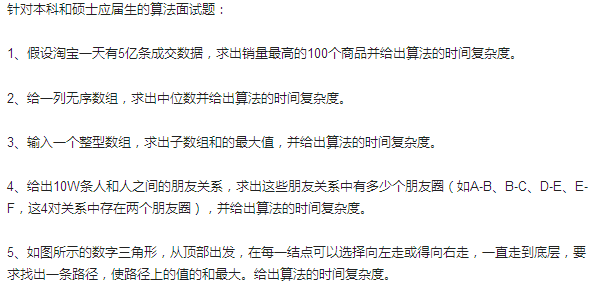 针对本科和硕士应届生的算法面试题：
1、假设淘宝一天有5亿条成交数据，求出销量最高的100个商品并给出算法的时间复杂度。
2、给一列无序数组，求出中位数并给出算法的时间复杂度。
3、输入一个整型数组，求出子数组和的最大值，并给出算法的时间复杂度。
4、给出10W条人和人之间的朋友关系，求出这些朋友关系中有多少个朋友圈（如A-B、B-C、D-E、E-
F，这4对关系中存在两个朋友圈），并给出算法的时间复杂度。
5、如图所示的数字三角形，从顶部出发，在每一结点可以选择向左走或得向右走，一直走到底层，要
求找出一条路径，使路径上的值的和最大。给出算法的时间复杂度。